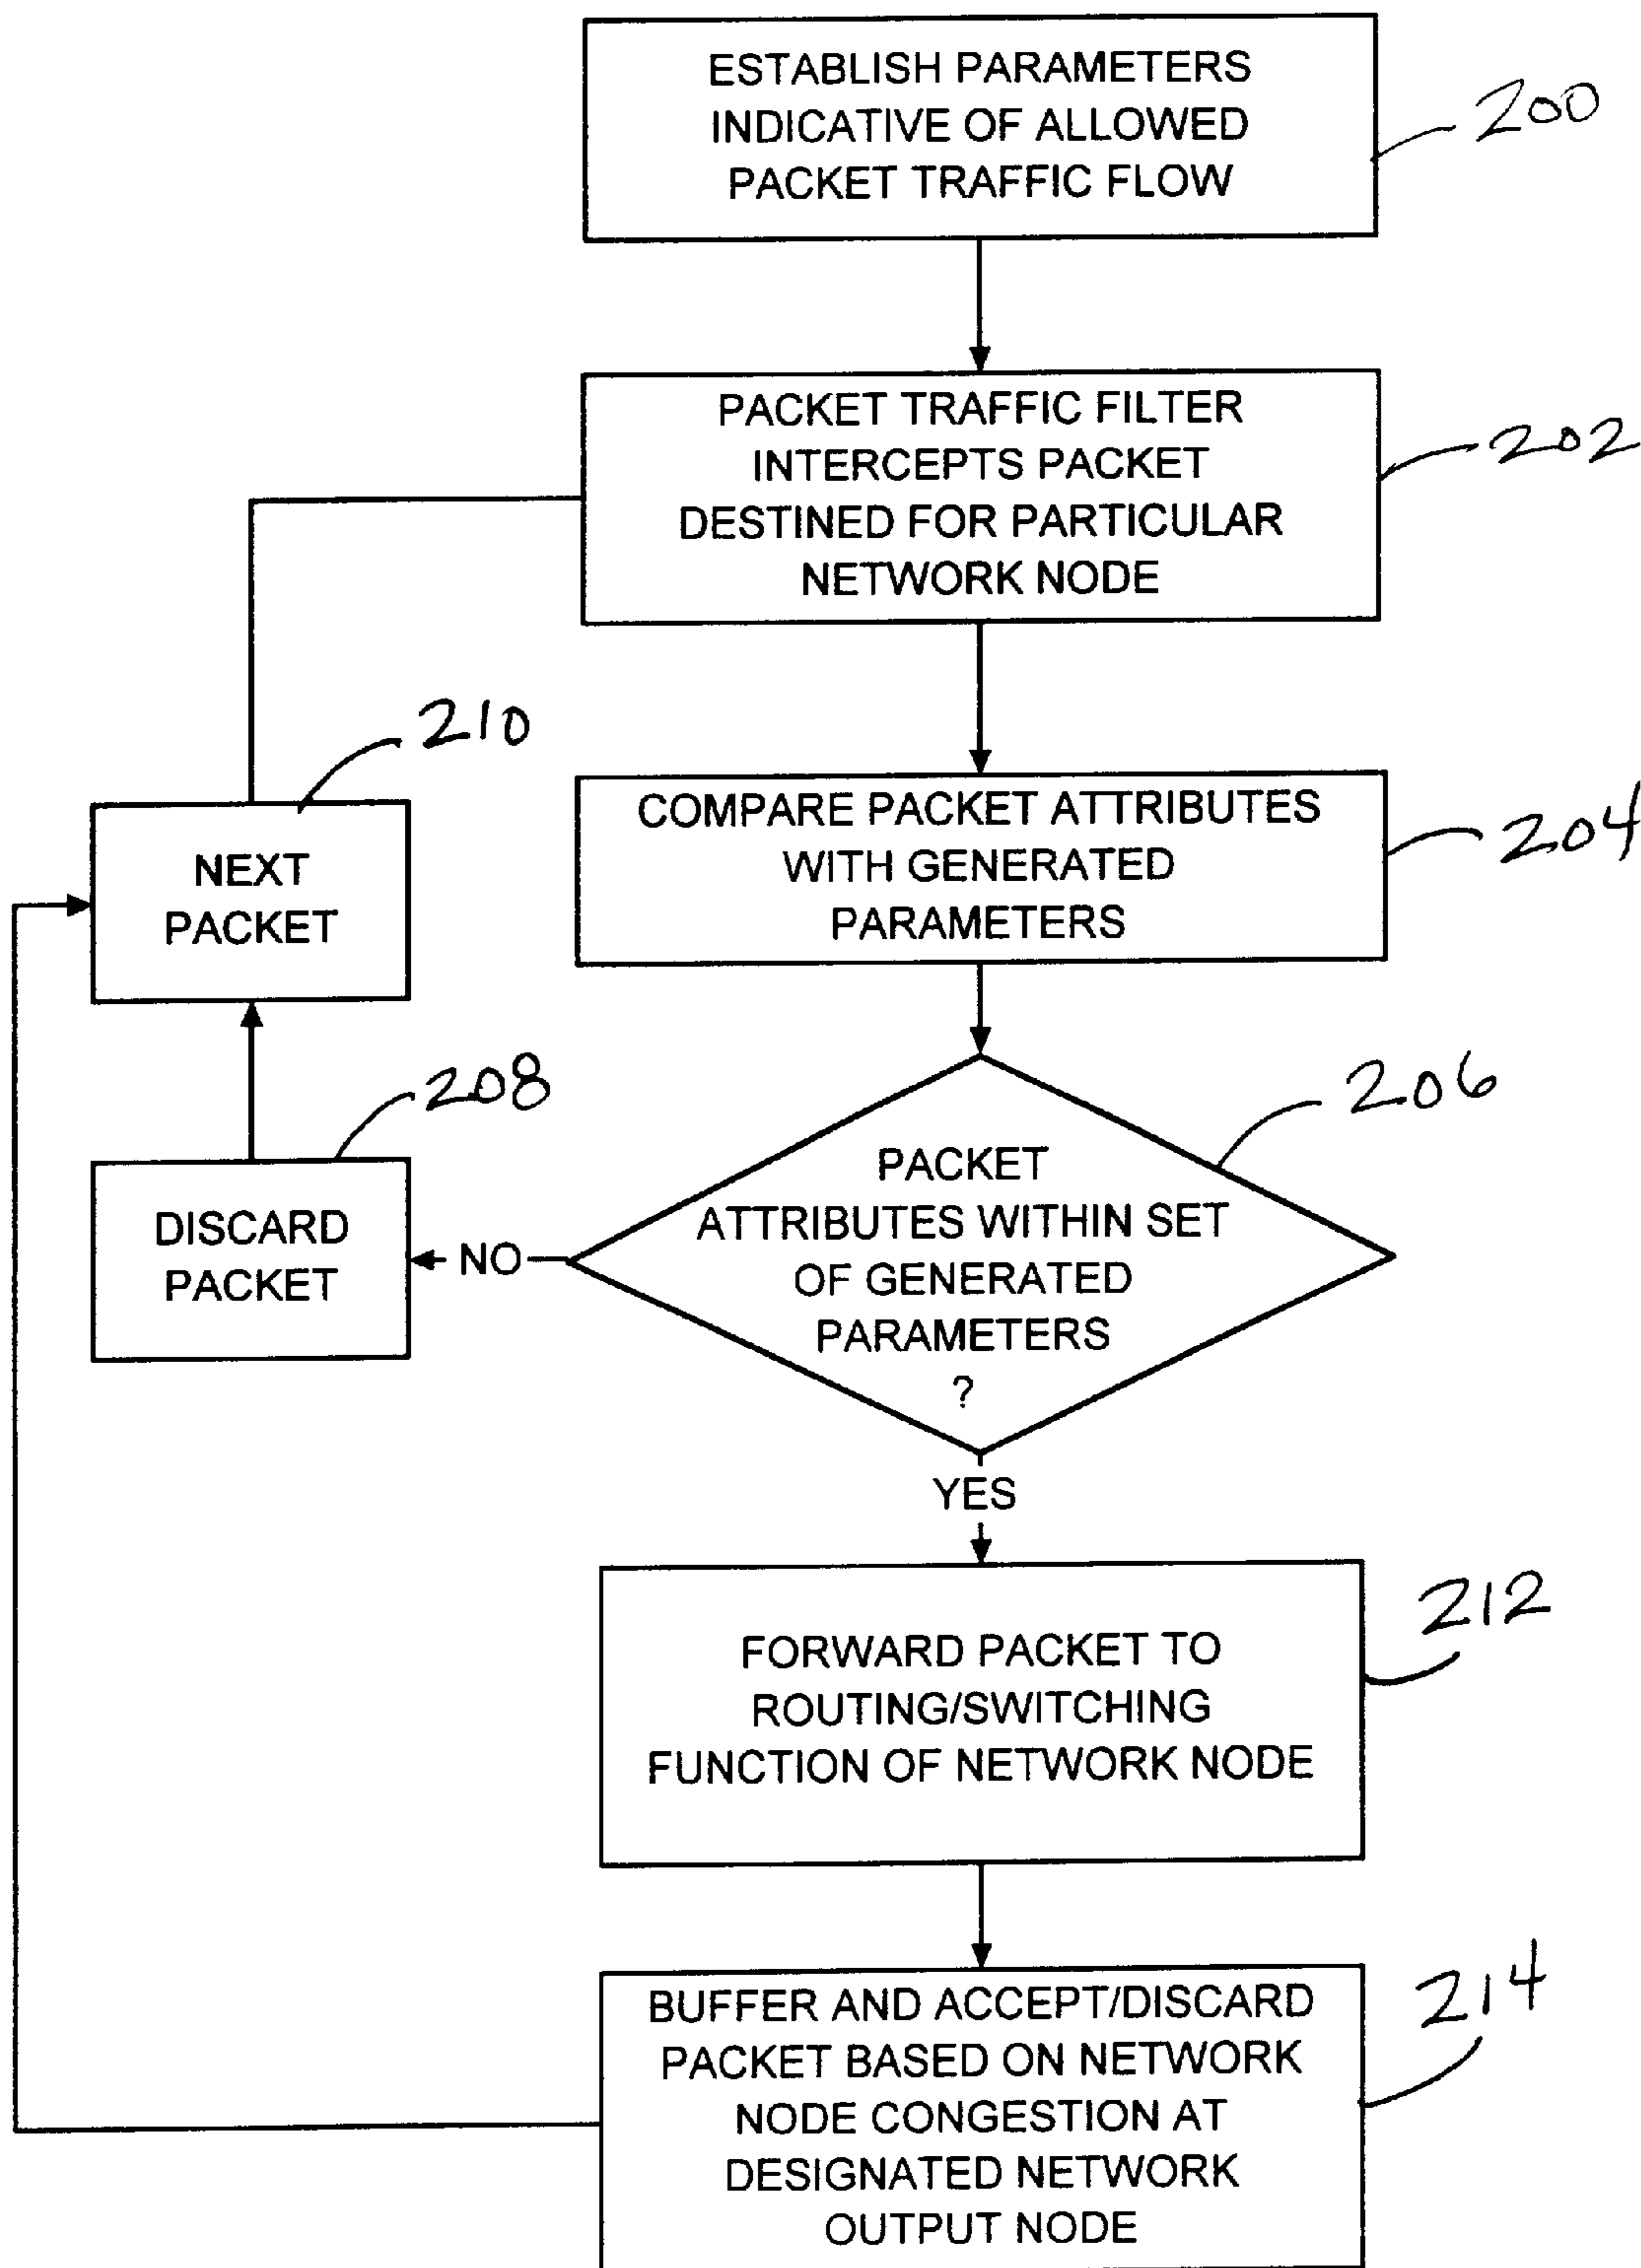 ESTABLISH PARAMETERS
INDICATIVE OF ALLOWED
PACKET TRAFFIC FLOW
200
PACKET TRAFFIC FILTER
INTERCEPTS PACKET
DESTINED FOR PARTICULAR
NETWORK NODE
202
210
NEXT
PACKET
COMPARE PACKET ATTRIBUTES
WITH GENERATED
PARAMETERS
204
208
DISCARD
PACKET
NO
206
PACKET
ATTRIBUTES WITHIN SET
OF GENERATED
PARAMETERS
?
YES
FORWARD PACKET TO
ROUTING/SWITCHING
FUNCTION OF NETWORK NODE
212
BUFFER AND ACCEPT/DISCARD
PACKET BASED ON NETWORK
NODE CONGESTION AT
DESIGNATED NETWORK
OUTPUT NODE
214